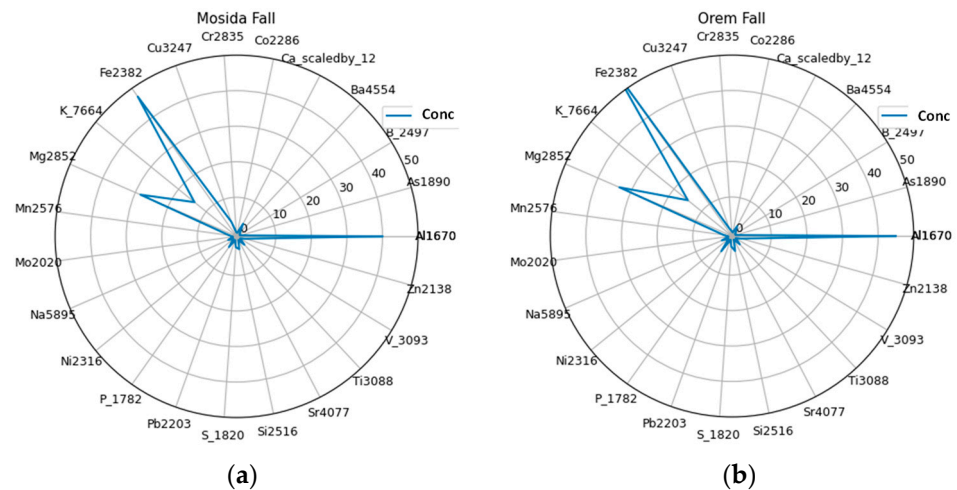 Mosida Fall
Cr2835
Co2286
Cu3247
Ca_scaledby_12
Fe2382
Ba4554
K_7664
Conc
B_2497
Mg2852
50
40
As1890
30
20
Mn2576
10
0
Al1670
Mo2020
Zn2138
Na5895
V_3093
Ni2316
Ti3088
P_1782
Sr4077
Pb2203
Si2516
S_1820
(a)
Orem Fall
Cr2835
Co2286
Cu3247
Ca_scaledby_12
Fe2382
Ba4554
K_7664
Conc
B_2497
Mg2852
50
40
As1890
30
20
Mn2576
10
0
Al1670
Mo2020
Zn2138
Na5895
V_3093
Ni2316
Ti3088
P_1782
Sr4077
Pb2203
Si2516
S_1820
(b)